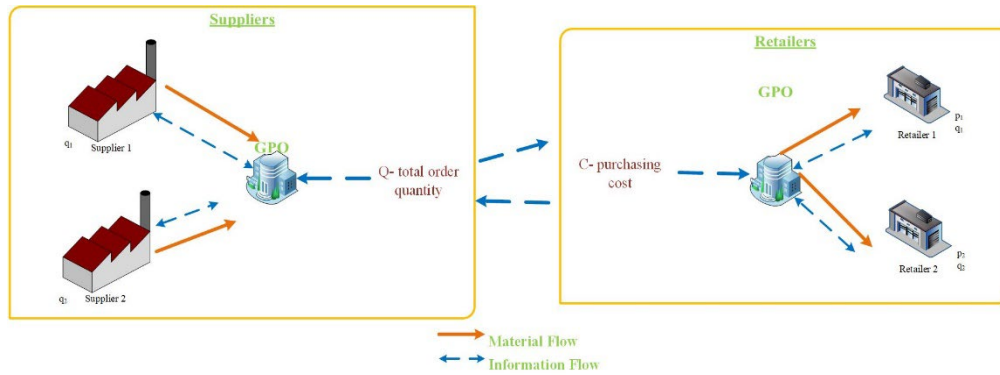 Suppliers
q₁ Supplier 1
GPO
q₂ Supplier 2
Q- total order
quantity
C- purchasing
cost
Retailers
GPO
Retailer 1
p₁
q₁
Retailer 2
p₂
q₂
Material Flow
Information Flow